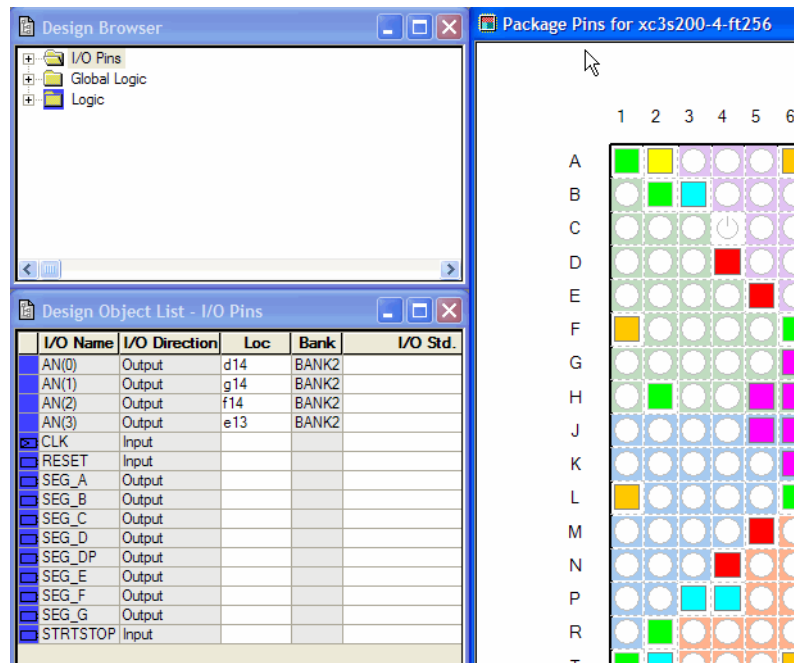 Design Browser
I/O Pins
Global Logic
Logic
Design Object List - I/O Pins
I/O Name I/O Direction Loc Bank I/O Std.
AN(0) Output d14 BANK2
AN(1) Output g14 BANK2
AN(2) Output f14 BANK2
AN(3) Output e13 BANK2
CLK Input
RESET Input
SEG_A Output
SEG_B Output
SEG_C Output
SEG_D Output
SEG_DP Output
SEG_E Output
SEG_F Output
SEG_G Output
STRTSTOP Input
Package Pins for xc3s200-4-ft256
1 2 3 4 5 6
A
B
C
D
E
F
G
H
J
K
L
M
N
P
R
T